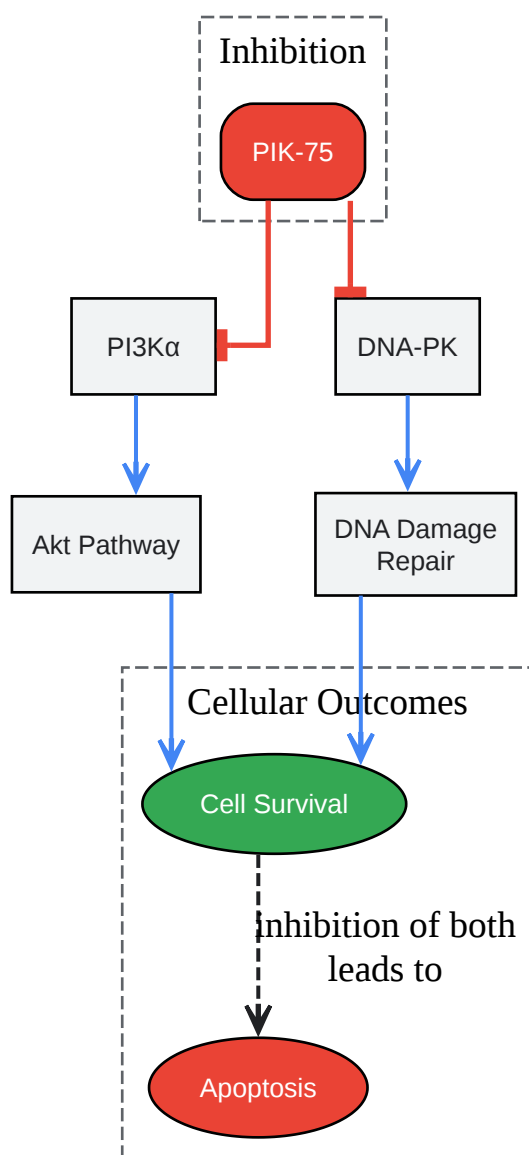 Inhibition
PIK-75
PI3Kα
DNA-PK
Akt Pathway
DNA Damage
Repair
Cellular Outcomes
Cell Survival
inhibition of both
leads to
Apoptosis